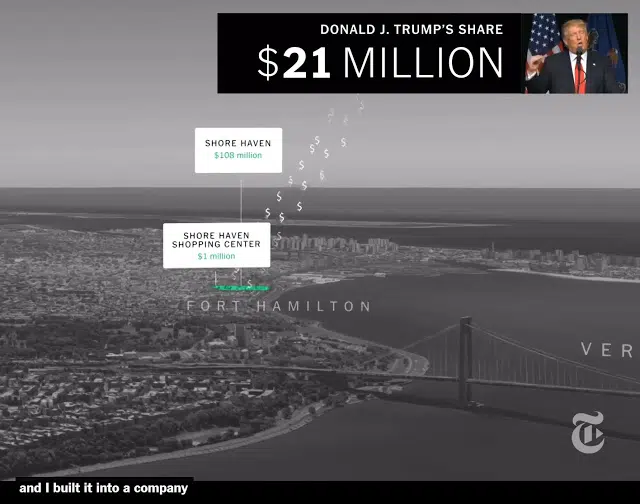 DONALD J. TRUMP'S SHARE
$21 MILLION
SHORE HAVEN
$108 million
SHORE HAVEN
SHOPPING CENTER
$1 million
FORT HAMILTON
VER
T
and I built it into a company